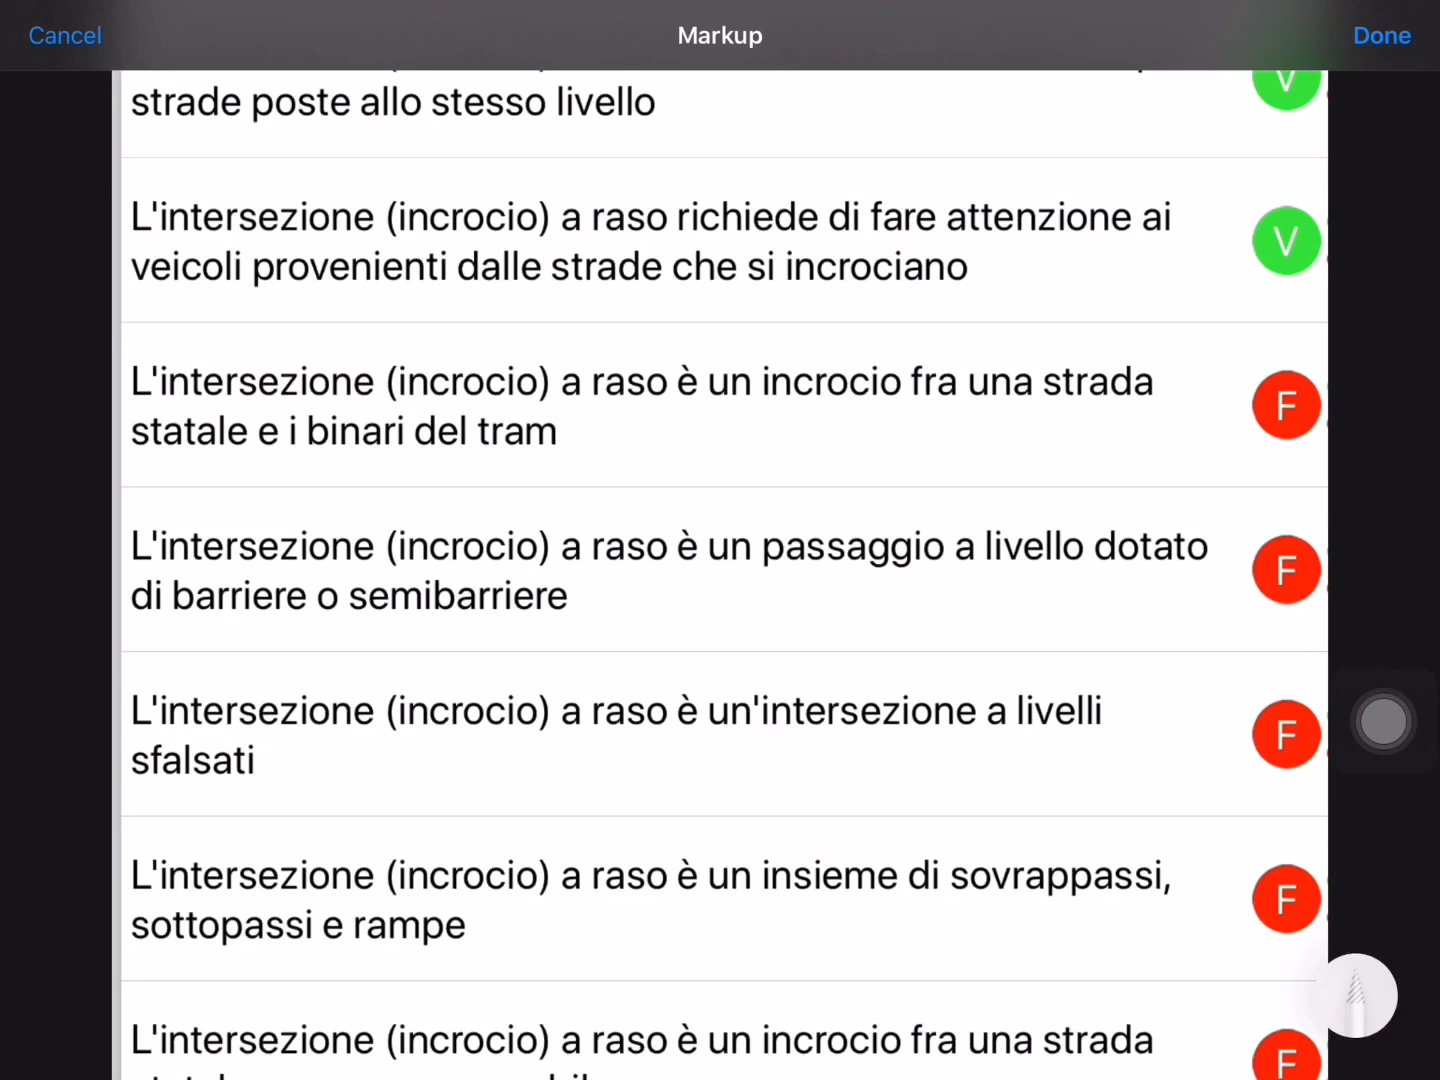 Cancel
Markup
Done
strade poste allo stesso livello
V
L'intersezione (incrocio) a raso richiede di fare attenzione ai
veicoli provenienti dalle strade che si incrociano
V
L'intersezione (incrocio) a raso è un incrocio fra una strada
statale e i binari del tram
F
L'intersezione (incrocio) a raso è un passaggio a livello dotato
di barriere o semibarriere
F
L'intersezione (incrocio) a raso è un'intersezione a livelli
sfalsati
F
L'intersezione (incrocio) a raso è un insieme di sovrappassi,
sottopassi e rampe
F
L'intersezione (incrocio) a raso è un incrocio fra una strada
F